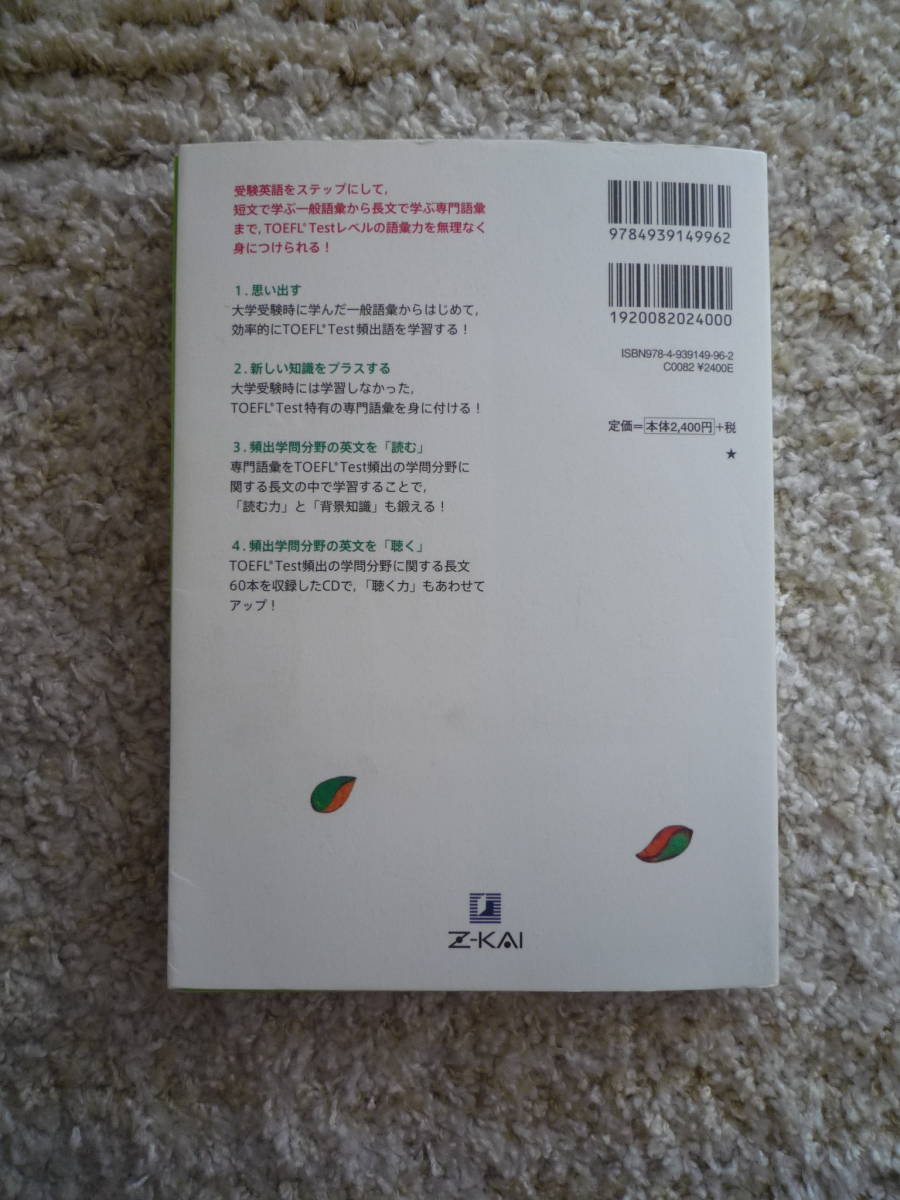 受験英語をステップにして,
短文で学ぶ一般語彙から長文で学ぶ専門語彙
まで, TOEFL® Testレベルの語彙力を無理なく
身につけられる!
1. 思い出す
大学受験時に学んだ一般語彙からはじめて,
効率的にTOEFL® Test頻出語を学習する!
2. 新しい知識をプラスする
大学受験時には学習しなかった,
TOEFL® Test特有の専門語彙を身に付ける!
3. 頻出学問分野の英文を「読む」
専門語彙をTOEFL® Test頻出の学問分野に
関する長文の中で学習することで,
「読む力」と「背景知識」も鍛える!
4. 頻出学問分野の英文を「聴く」
TOEFL® Test頻出の学問分野に関する長文
60本を収録したCDで,「聴く力」もあわせて
アップ!
9784939149962
1920082024000
ISBN978-4-939149-96-2
C0082 ¥2400E
定価=本体2,400円+税
★
Z-KAI